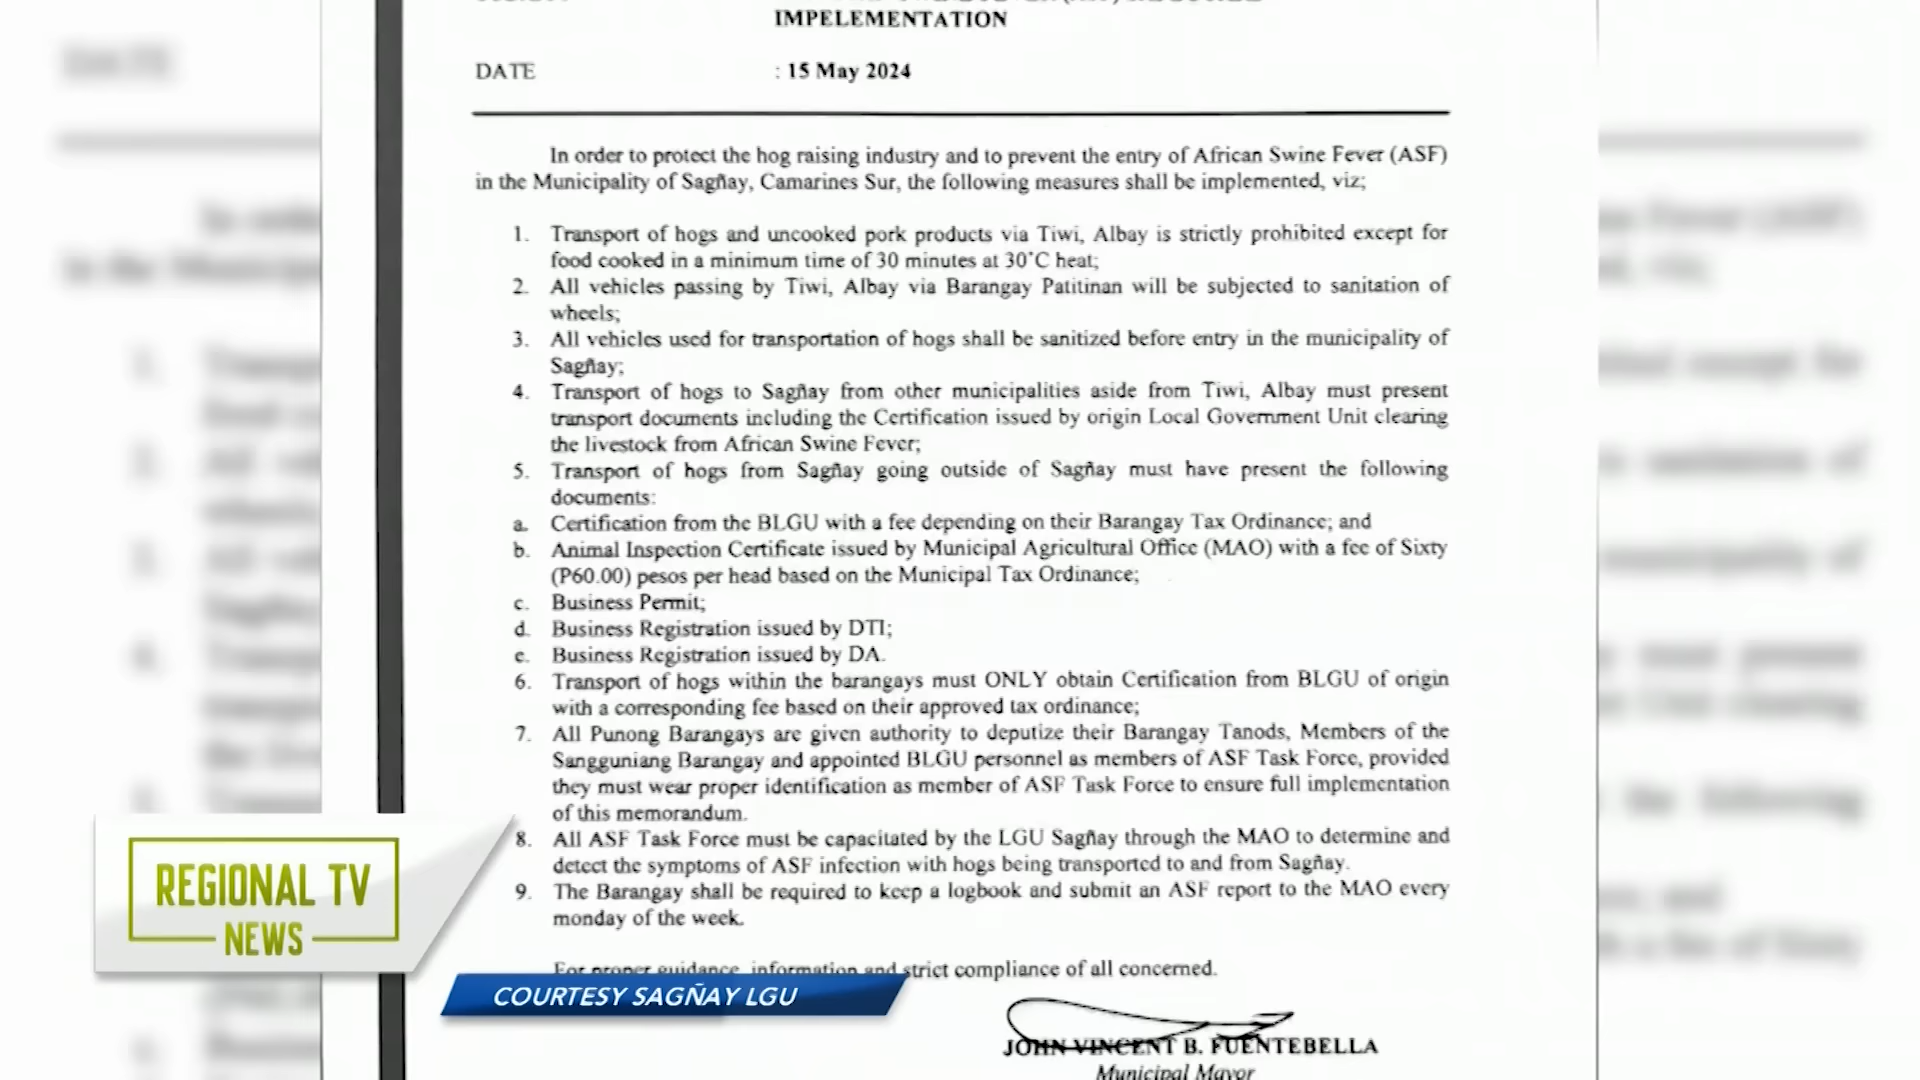 IMPELEMENTATION
DATE : 15 May 2024
In order to protect the hog raising industry and to prevent the entry of African Swine Fever (ASF)
in the Municipality of Sagñay, Camarines Sur, the following measures shall be implemented, viz;
1. Transport of hogs and uncooked pork products via Tiwi, Albay is strictly prohibited except for
food cooked in a minimum time of 30 minutes at 30°C heat;
2. All vehicles passing by Tiwi, Albay via Barangay Patitinan will be subjected to sanitation of
wheels;
3. All vehicles used for transportation of hogs shall be sanitized before entry in the municipality of
Sagñay;
4. Transport of hogs to Sagñay from other municipalities aside from Tiwi, Albay must present
transport documents including the Certification issued by origin Local Government Unit clearing
the livestock from African Swine Fever;
5. Transport of hogs from Sagñay going outside of Sagñay must have present the following
documents:
a. Certification from the BLGU with a fee depending on their Barangay Tax Ordinance; and
b. Animal Inspection Certificate issued by Municipal Agricultural Office (MAO) with a fee of Sixty
(P60.00) pesos per head based on the Municipal Tax Ordinance;
c. Business Permit;
d. Business Registration issued by DTI;
e. Business Registration issued by DA.
6. Transport of hogs within the barangays must ONLY obtain Certification from BLGU of origin
with a corresponding fee based on their approved tax ordinance;
7. All Punong Barangays are given authority to deputize their Barangay Tanods, Members of the
Sangguniang Barangay and appointed BLGU personnel as members of ASF Task Force, provided
they must wear proper identification as member of ASF Task Force to ensure full implementation
of this memorandum.
8. All ASF Task Force must be capacitated by the LGU Sagñay through the MAO to determine and
detect the symptoms of ASF infection with hogs being transported to and from Sagñay.
9. The Barangay shall be required to keep a logbook and submit an ASF report to the MAO every
monday of the week.
For proper guidance, information and strict compliance of all concerned.
JOHN VINCENT B. FUENTEBELLA
Municipal Mayor
REGIONAL TV
NEWS
COURTESY SAGÑAY LGU